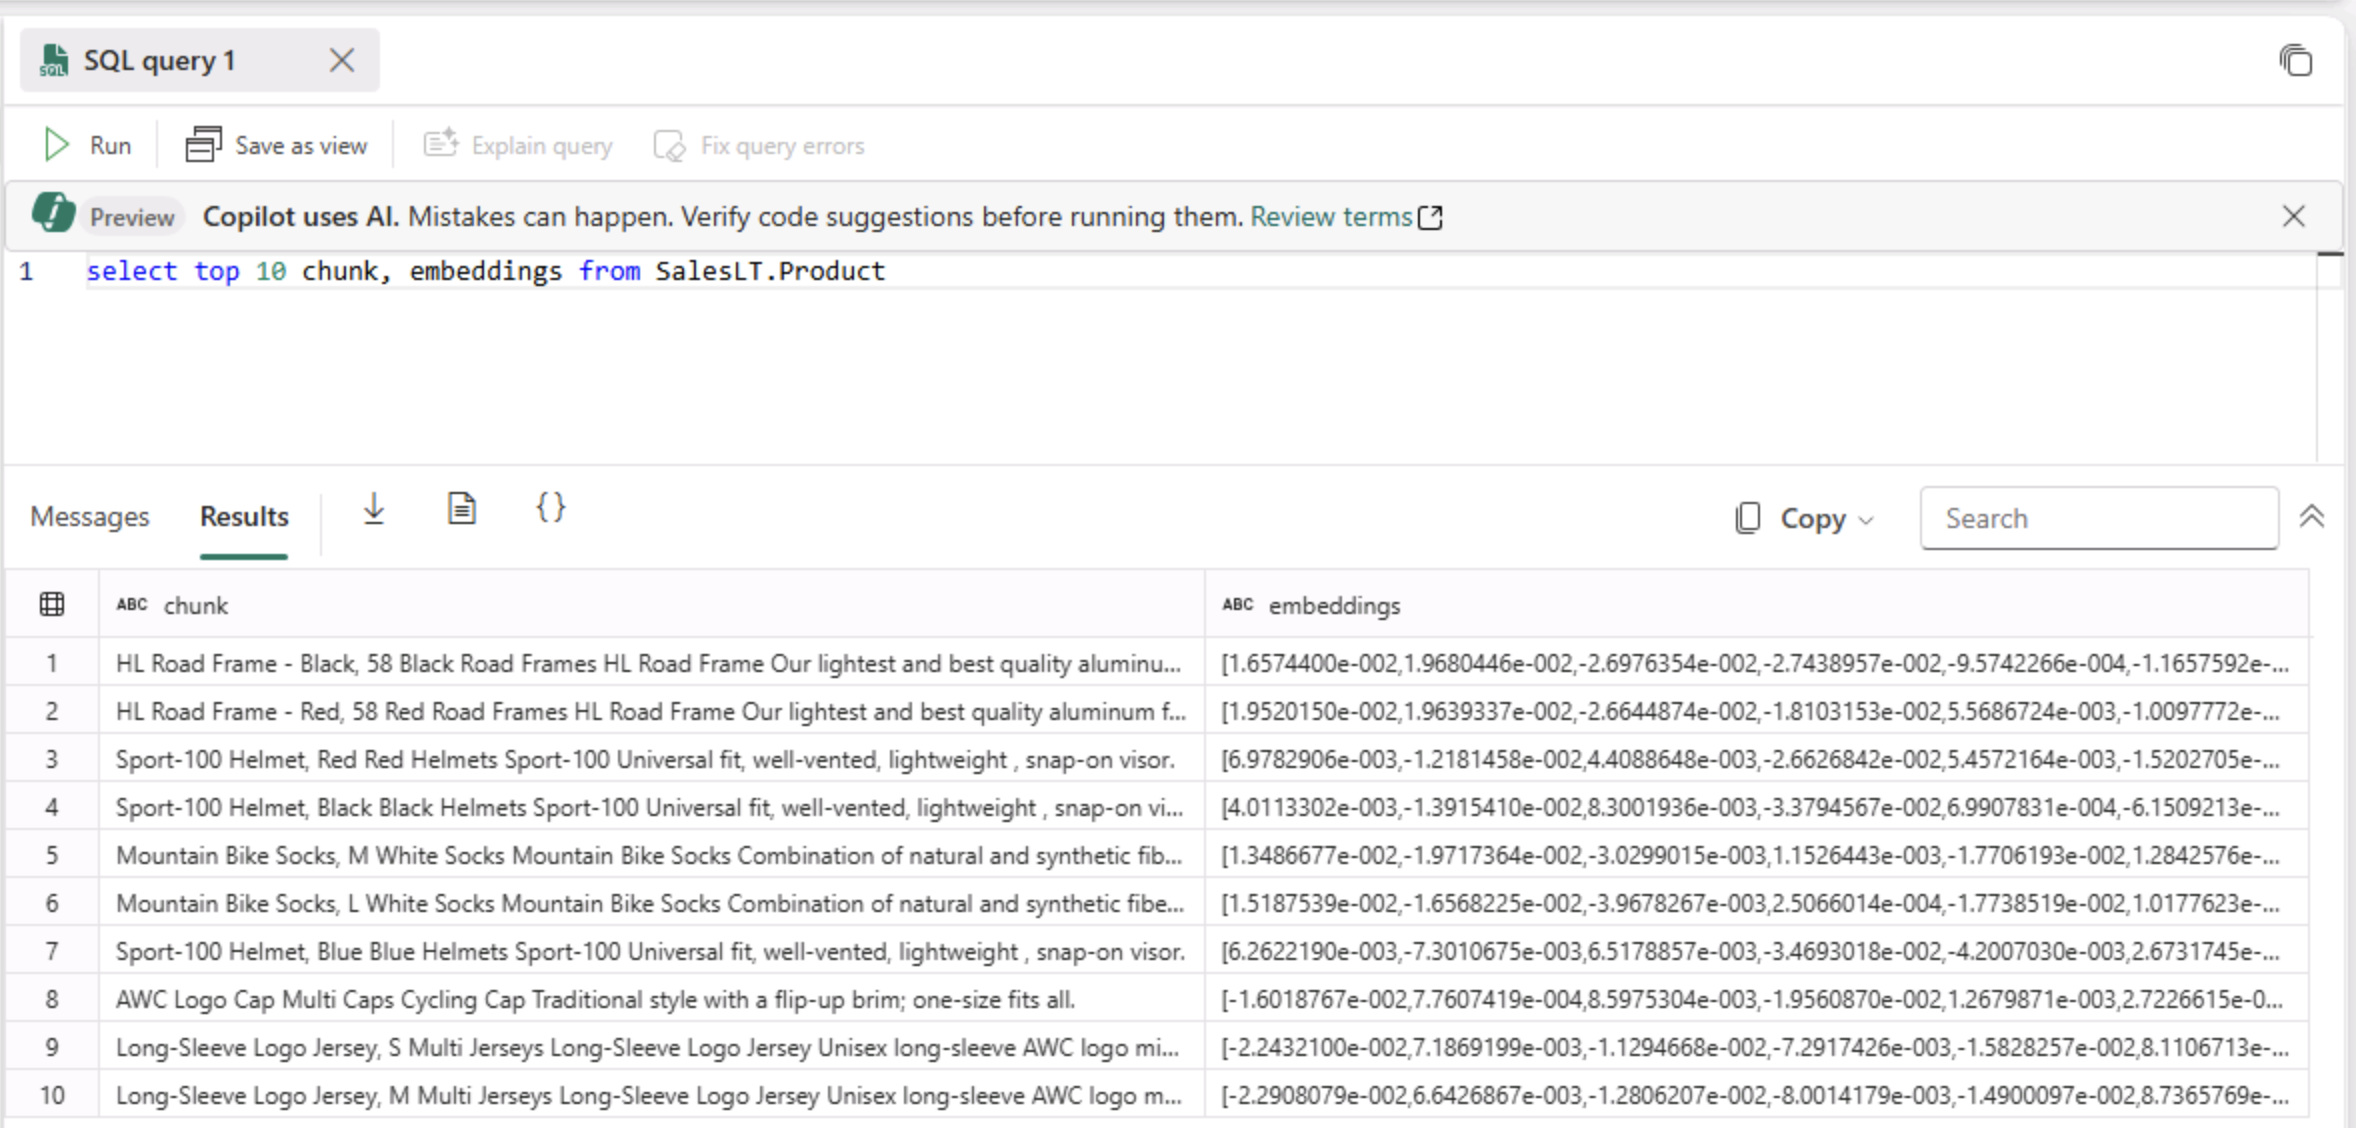 SQL query 1
Run Save as view Explain query Fix query errors
Preview Copilot uses AI. Mistakes can happen. Verify code suggestions before running them. Review terms
1 select top 10 chunk, embeddings from SalesLT.Product
Messages Results {} Copy Search
ABC chunk ABC embeddings
1 HL Road Frame - Black, 58 Black Road Frames HL Road Frame Our lightest and best quality aluminu... [1.6574400e-002,1.9680446e-002,-2.6976354e-002,-2.7438957e-002,-9.5742266e-004,-1.1657592e-...
2 HL Road Frame - Red, 58 Red Road Frames HL Road Frame Our lightest and best quality aluminum f... [1.9520150e-002,1.9639337e-002,-2.6644874e-002,-1.8103153e-002,5.5686724e-003,-1.0097772e-...
3 Sport-100 Helmet, Red Red Helmets Sport-100 Universal fit, well-vented, lightweight , snap-on visor. [6.9782906e-003,-1.2181458e-002,4.4088648e-003,-2.6626842e-002,5.4572164e-003,-1.5202705e-...
4 Sport-100 Helmet, Black Black Helmets Sport-100 Universal fit, well-vented, lightweight , snap-on vi... [4.0113302e-003,-1.3915410e-002,8.3001936e-003,-3.3794567e-002,6.9907831e-004,-6.1509213e-...
5 Mountain Bike Socks, M White Socks Mountain Bike Socks Combination of natural and synthetic fib... [1.3486677e-002,-1.9717364e-002,-3.0299015e-003,1.1526443e-003,-1.7706193e-002,1.2842576e-...
6 Mountain Bike Socks, L White Socks Mountain Bike Socks Combination of natural and synthetic fibe... [1.5187539e-002,-1.6568225e-002,-3.9678267e-003,2.5066014e-004,-1.7738519e-002,1.0177623e-...
7 Sport-100 Helmet, Blue Blue Helmets Sport-100 Universal fit, well-vented, lightweight , snap-on visor. [6.2622190e-003,-7.3010675e-003,6.5178857e-003,-3.4693018e-002,-4.2007030e-003,2.6731745e-...
8 AWC Logo Cap Multi Caps Cycling Cap Traditional style with a flip-up brim; one-size fits all. [-1.6018767e-002,7.7607419e-004,8.5975304e-003,-1.9560870e-002,1.2679871e-003,2.7226615e-0...
9 Long-Sleeve Logo Jersey, S Multi Jerseys Long-Sleeve Logo Jersey Unisex long-sleeve AWC logo mi... [-2.2432100e-002,7.1869199e-003,-1.1294668e-002,-7.2917426e-003,-1.5828257e-002,8.1106713e-...
10 Long-Sleeve Logo Jersey, M Multi Jerseys Long-Sleeve Logo Jersey Unisex long-sleeve AWC logo m... [-2.2908079e-002,6.6426867e-003,-1.2806207e-002,-8.0014179e-003,-1.4900097e-002,8.7365769e-...